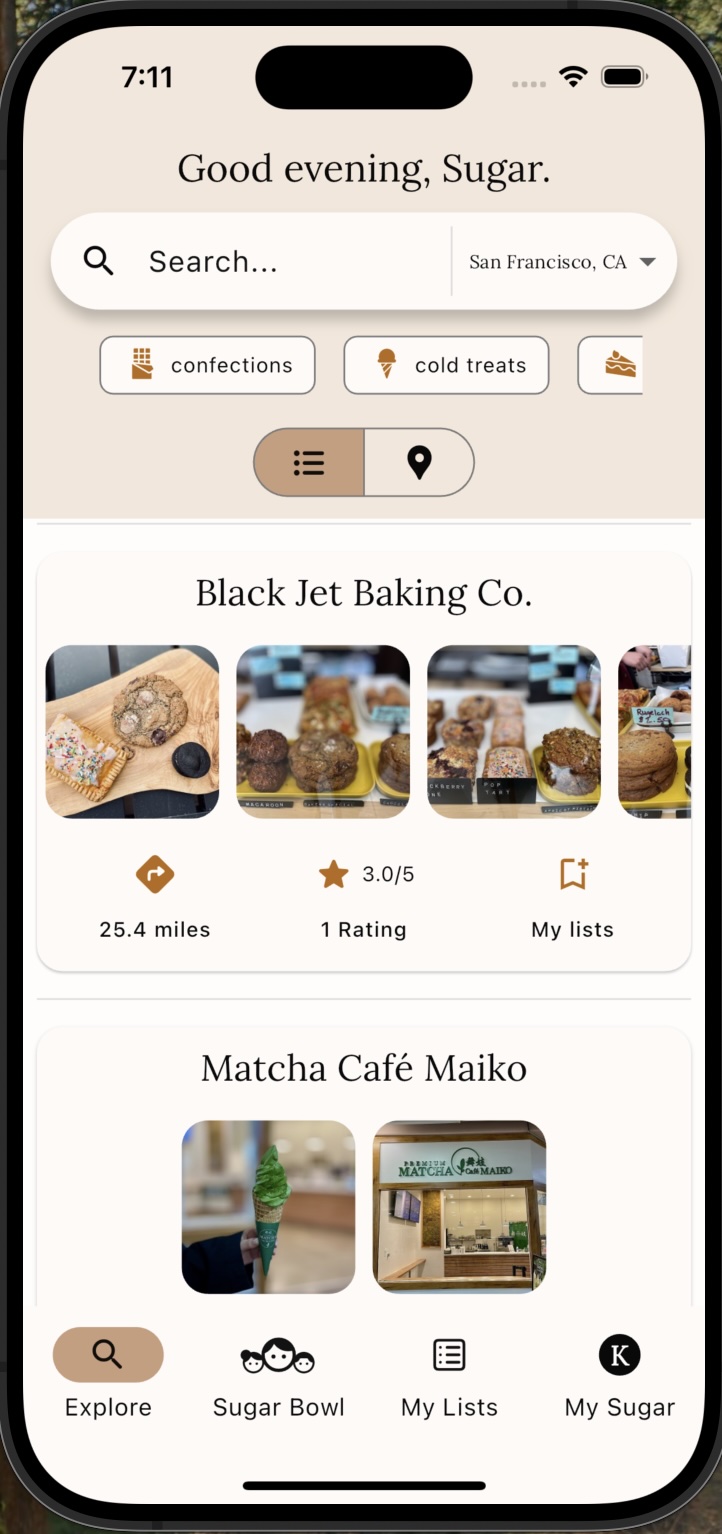 7:11
Good evening, Sugar.
Search...
San Francisco, CA
confections
cold treats
Black Jet Baking Co.
Rugelach
MACAROON
POP
TART
25.4 miles
3.0/5
1 Rating
My lists
Matcha Café Maiko
PREMIUM
MATCHA Café MAIKO
Explore
Sugar Bowl
My Lists
K
My Sugar